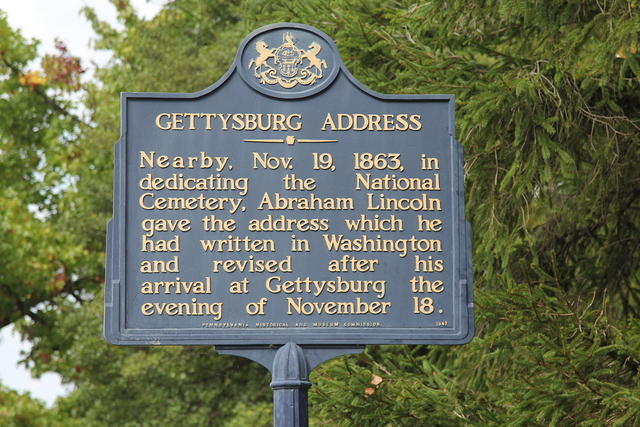 GETTYSBURG ADDRESS
Nearby, Nov. 19, 1863, in
dedicating the National
Cemetery, Abraham Lincoln
gave the address which he
had written in Washington
and revised after his
arrival at Gettysburg the
evening of November 18.
PENNSYLVANIA HISTORICAL AND MUSEUM COMMISSION 1947